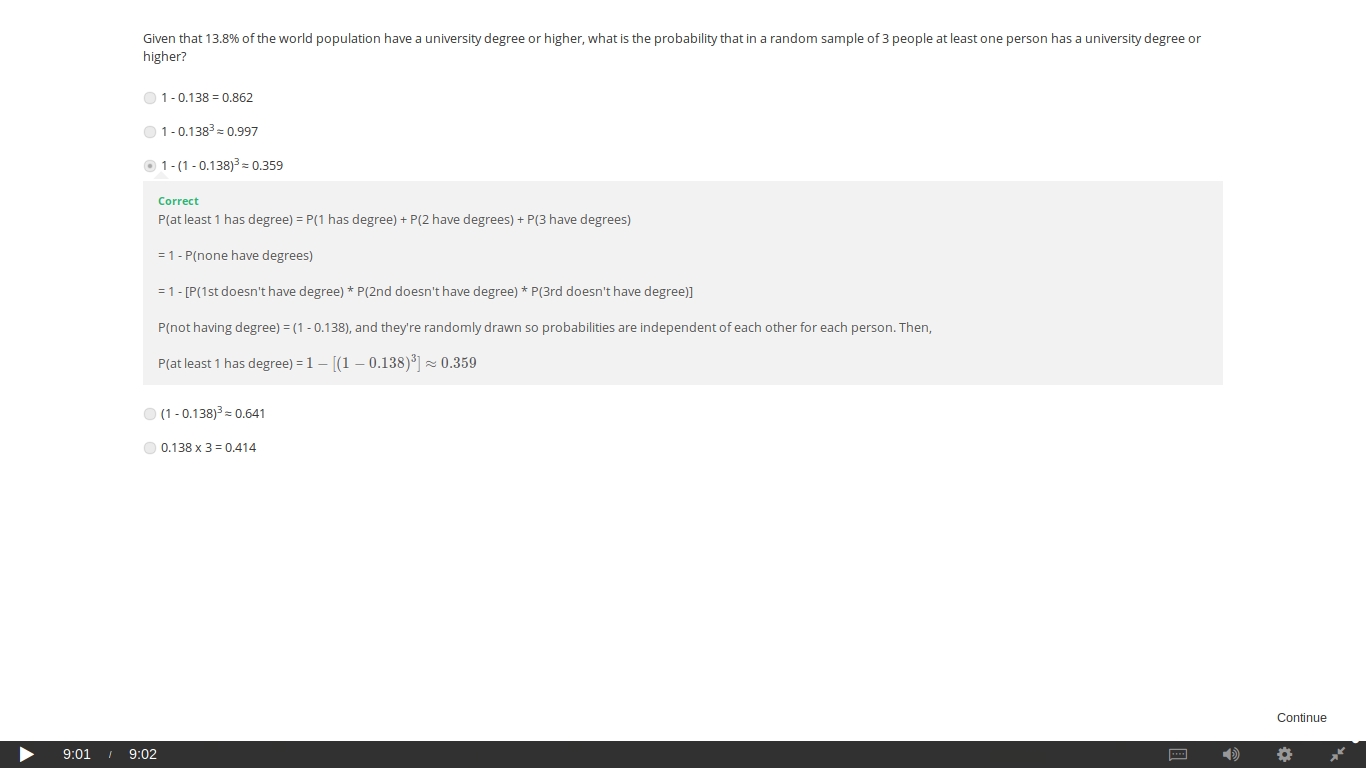 Given that 13.8% of the world population have a university degree or higher, what is the probability that in a random sample of 3 people at least one person has a university degree or
higher?
1 - 0.138 = 0.862
1 - 0.138³ ≈ 0.997
1 - (1 - 0.138)³ ≈ 0.359
Correct
P(at least 1 has degree) = P(1 has degree) + P(2 have degrees) + P(3 have degrees)
= 1 - P(none have degrees)
= 1 - [P(1st doesn't have degree) * P(2nd doesn't have degree) * P(3rd doesn't have degree)]
P(not having degree) = (1 - 0.138), and they're randomly drawn so probabilities are independent of each other for each person. Then,
P(at least 1 has degree) = 1 − [(1 − 0.138)³] ≈ 0.359
(1 - 0.138)³ ≈ 0.641
0.138 x 3 = 0.414
Continue
9:01 / 9:02